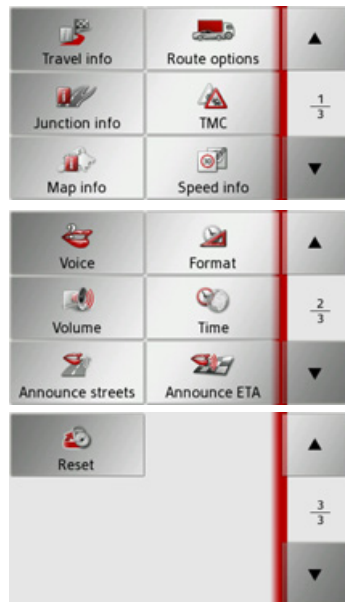 Travel info
Route options
Junction info
TMC
1
3
Map info
Speed info
Voice
Format
Volume
Time
2
3
Announce streets
Announce ETA
Reset
3
3